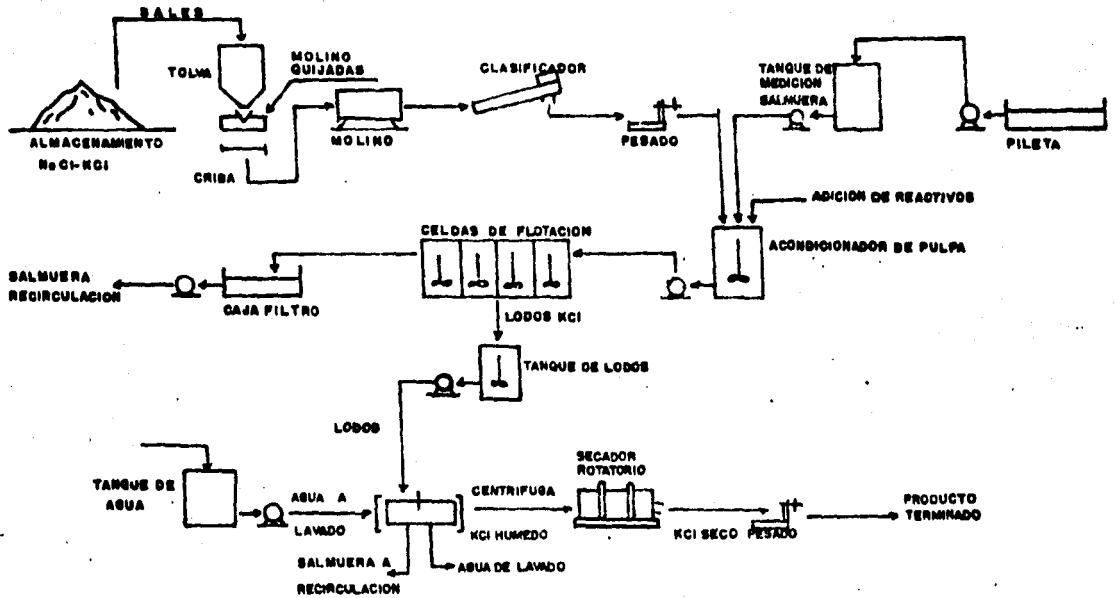 SALES
TOLVA
MOLINO
QUIJADAS
CLASIFICADOR
TANQUE DE
MEDICION
SALMUERA
ALMACENAMIENTO
NaCl-KCl
MOLINO
PESADO
PILETA
CRIBA
ADICION DE REACTIVOS
CELDAS DE FLOTACION
ACONDICIONADOR DE PULPA
SALMUERA
RECIRCULACION
CAJA FILTRO
LODOS KCl
TANQUE DE LODOS
LODOS
SECADOR
ROTATORIO
TANQUE DE
AGUA
AGUA A
LAVADO
CENTRIFUGA
KCl HUMEDO
KCl SECO
PESADO
PRODUCTO
TERMINADO
SALMUERA A
RECIRCULACION
AGUA DE LAVADO